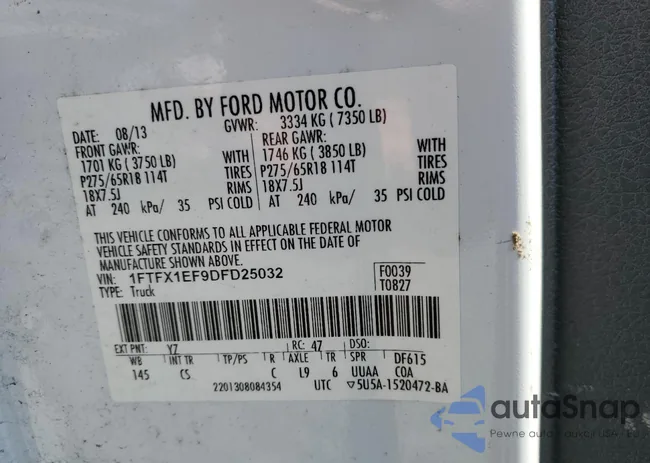 MFD. BY FORD MOTOR CO.
DATE: 08/13 GVWR: 3334 KG ( 7350 LB)
FRONT GAWR: REAR GAWR:
1701 KG ( 3750 LB) WITH 1746 KG ( 3850 LB) WITH
P275/65R18 114T TIRES P275/65R18 114T TIRES
18X7.5J RIMS 18X7.5J RIMS
AT 240 kPa/ 35 PSI COLD AT 240 kPa/ 35 PSI COLD
THIS VEHICLE CONFORMS TO ALL APPLICABLE FEDERAL MOTOR
VEHICLE SAFETY STANDARDS IN EFFECT ON THE DATE OF
MANUFACTURE SHOWN ABOVE.
VIN: 1FTFX1EF9DFD25032 F0039
TYPE: Truck T0827
EXT PNT: YZ RC: 47 DSO:
WB INT TR TP/PS R AXLE TR SPR DF615
145 CS C L9 6 UUAA COA
2201308084354 UTC 5U5A-1520472-BA
autoSnap
Pewne auto z aukcji USA